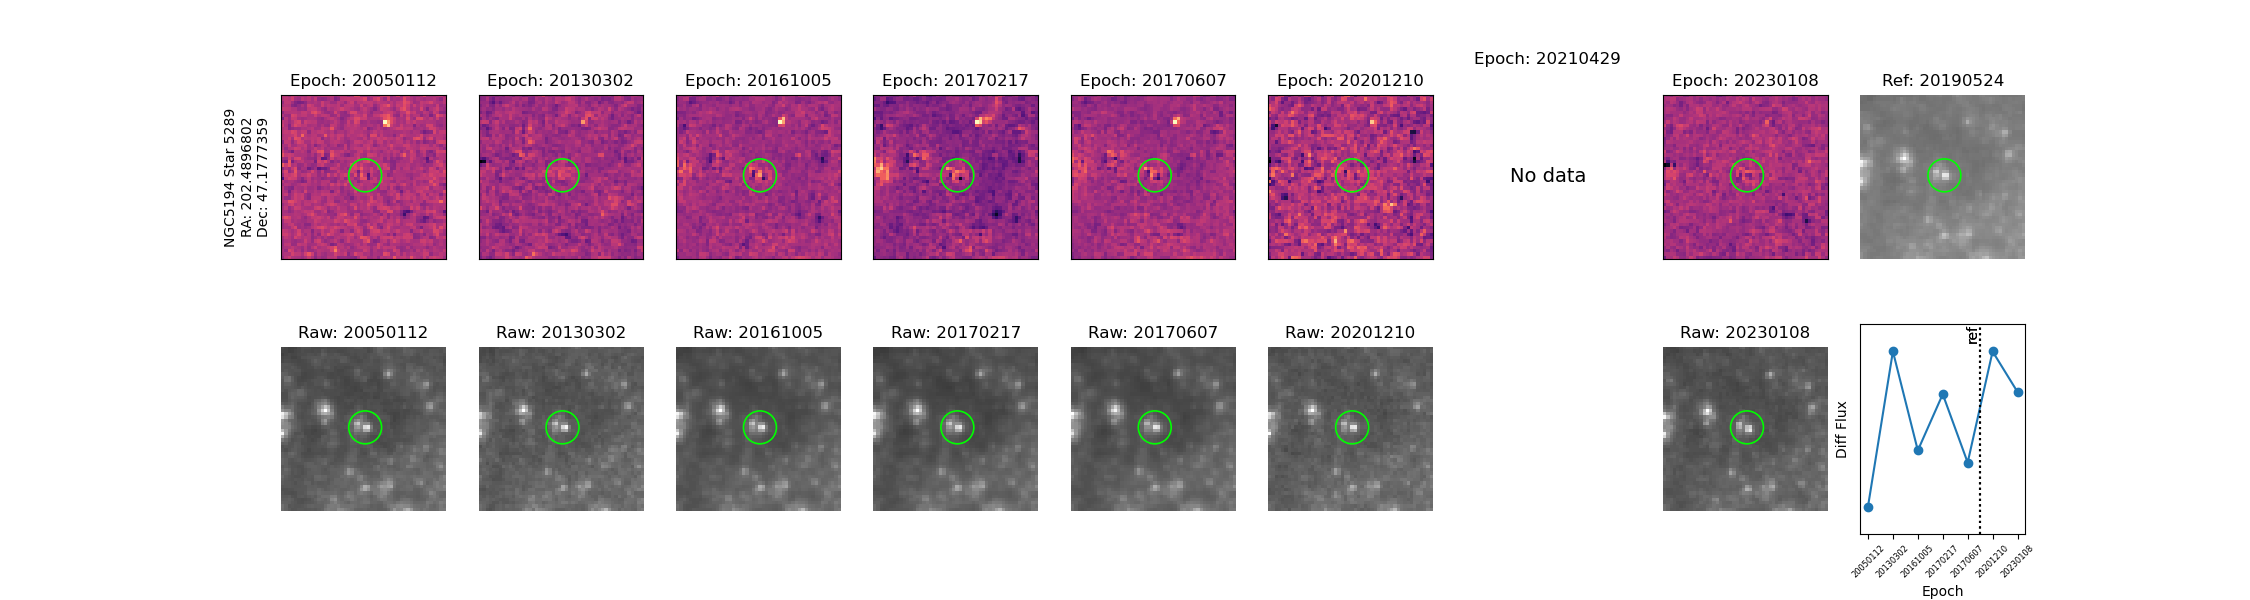 Epoch: 20210429
Epoch: 20050112
Epoch: 20130302
Epoch: 20161005
Epoch: 20170217
Epoch: 20170607
Epoch: 20201210
Epoch: 20230108
Ref: 20190524
NGC5194 Star 5289
RA: 202.4896802
Dec: 47.1777359
No data
Raw: 20050112
Raw: 20130302
Raw: 20161005
Raw: 20170217
Raw: 20170607
Raw: 20201210
Raw: 20230108
ref
Diff Flux
20050112
20130302
20161005
20170217
20170607
20201210
20230108
Epoch